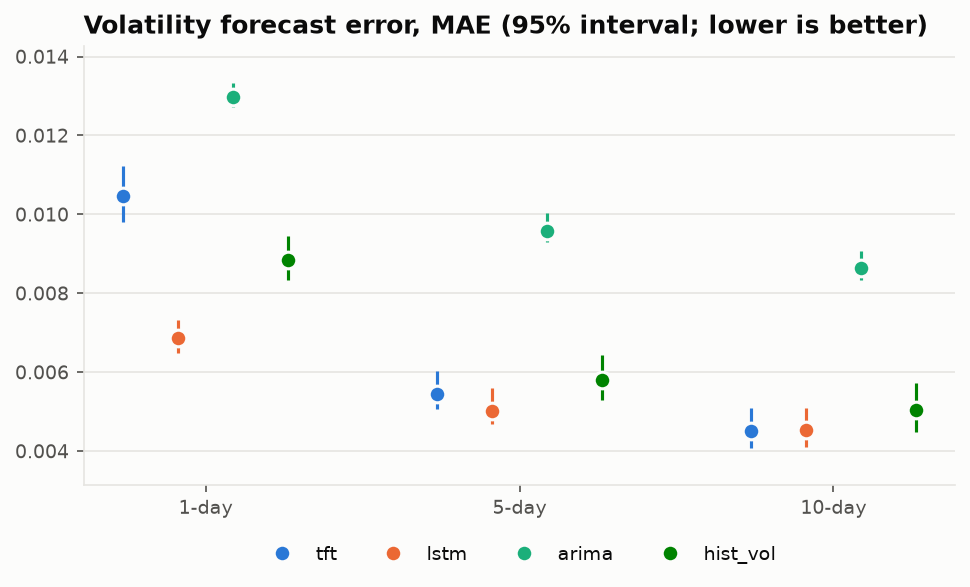 Volatility forecast error, MAE (95% interval; lower is better)
0.014
0.012
0.010
0.008
0.006
0.004
1-day 5-day 10-day
tft lstm arima hist_vol